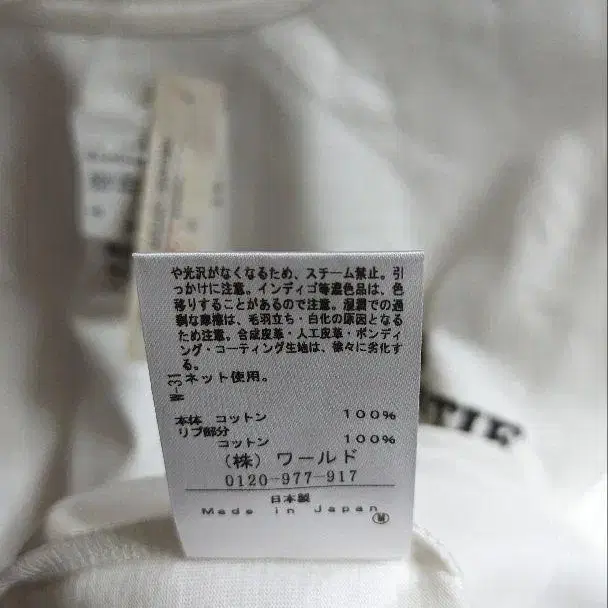 や光沢がなくなるため、スチーム禁止。引
っかけに注意。インディゴ等濃色品は、色
移りすることがあるので注意。湿潤での過
剰な摩擦は、毛羽立ち・白化の原因となる
ため注意。合成皮革・人工皮革・ボンディ
ング・コーティング生地は、徐々に劣化す
る。
ネット使用。
W-31
本体 コットン 100%
リブ部分
コットン 100%
(株) ワールド
0120-977-917
日本製
Made in Japan
M